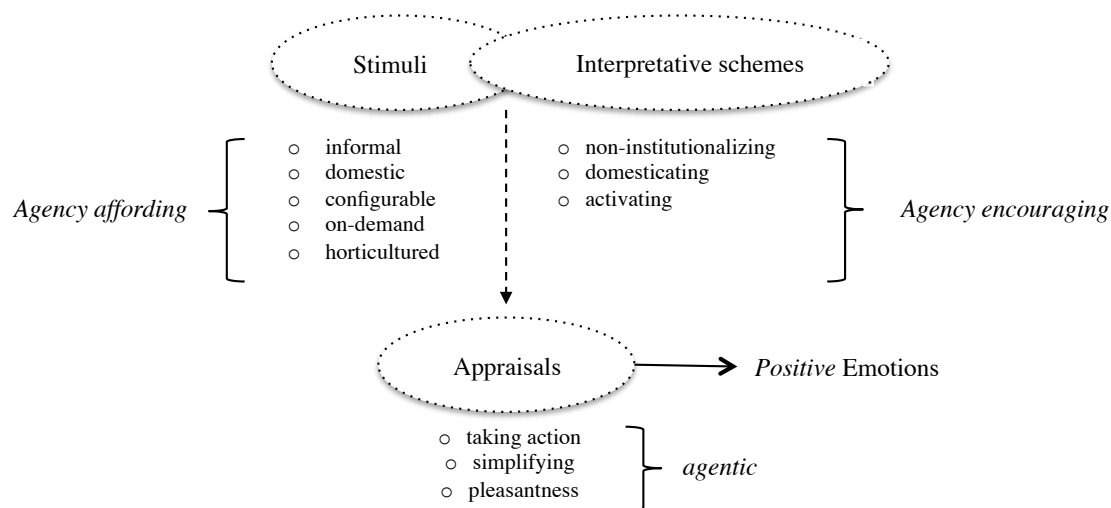 Stimuli
Interpretative schemes
Agency affording
○ informal
○ domestic
○ configurable
○ on-demand
○ horticultured
○ non-institutionalizing
○ domesticating
○ activating
Agency encouraging
Appraisals
Positive Emotions
○ taking action
○ simplifying
○ pleasantness
agentic